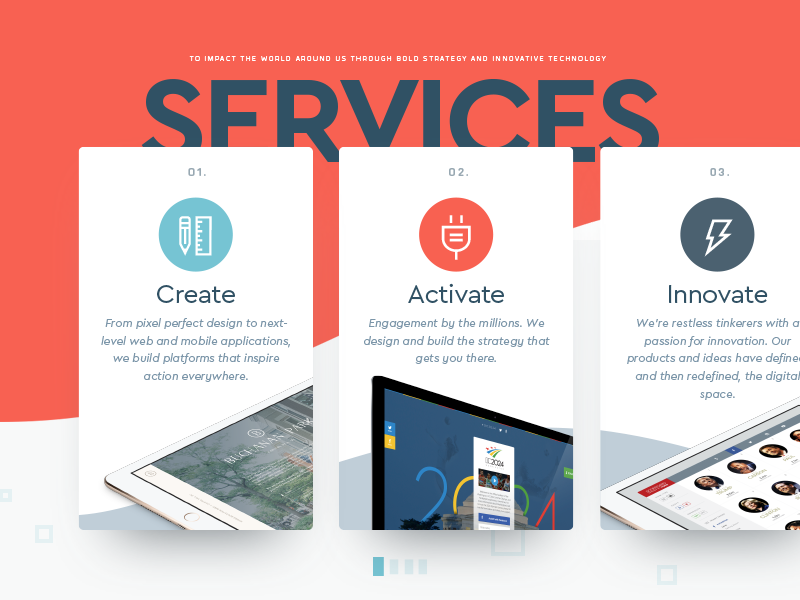 TO IMPACT THE WORLD AROUND US THROUGH BOLD STRATEGY AND INNOVATIVE TECHNOLOGY
SERVICES
01.
Create
From pixel perfect design to next-
level web and mobile applications,
we build platforms that inspire
action everywhere.
BUCHANAN PARK
02.
Activate
Engagement by the millions. We
design and build the strategy that
gets you there.
2024
03.
Innovate
We're restless tinkerers with a
passion for innovation. Our
products and ideas have defined
and then redefined, the digital
space.